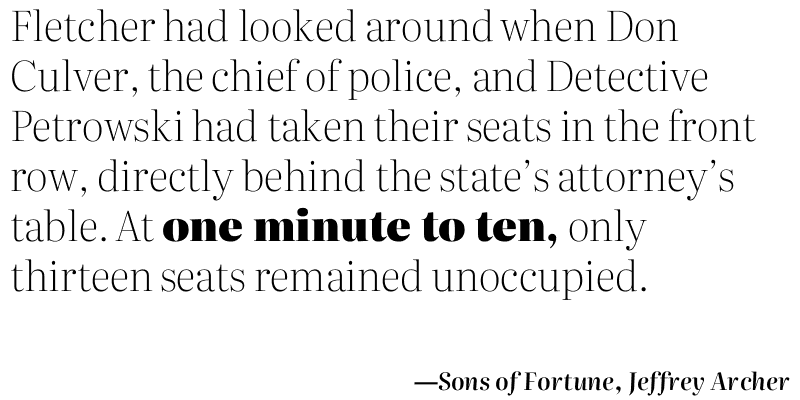 Fletcher had looked around when Don
Culver, the chief of police, and Detective
Petrowski had taken their seats in the front
row, directly behind the state’s attorney’s
table. At one minute to ten, only
thirteen seats remained unoccupied.
—Sons of Fortune, Jeffrey Archer